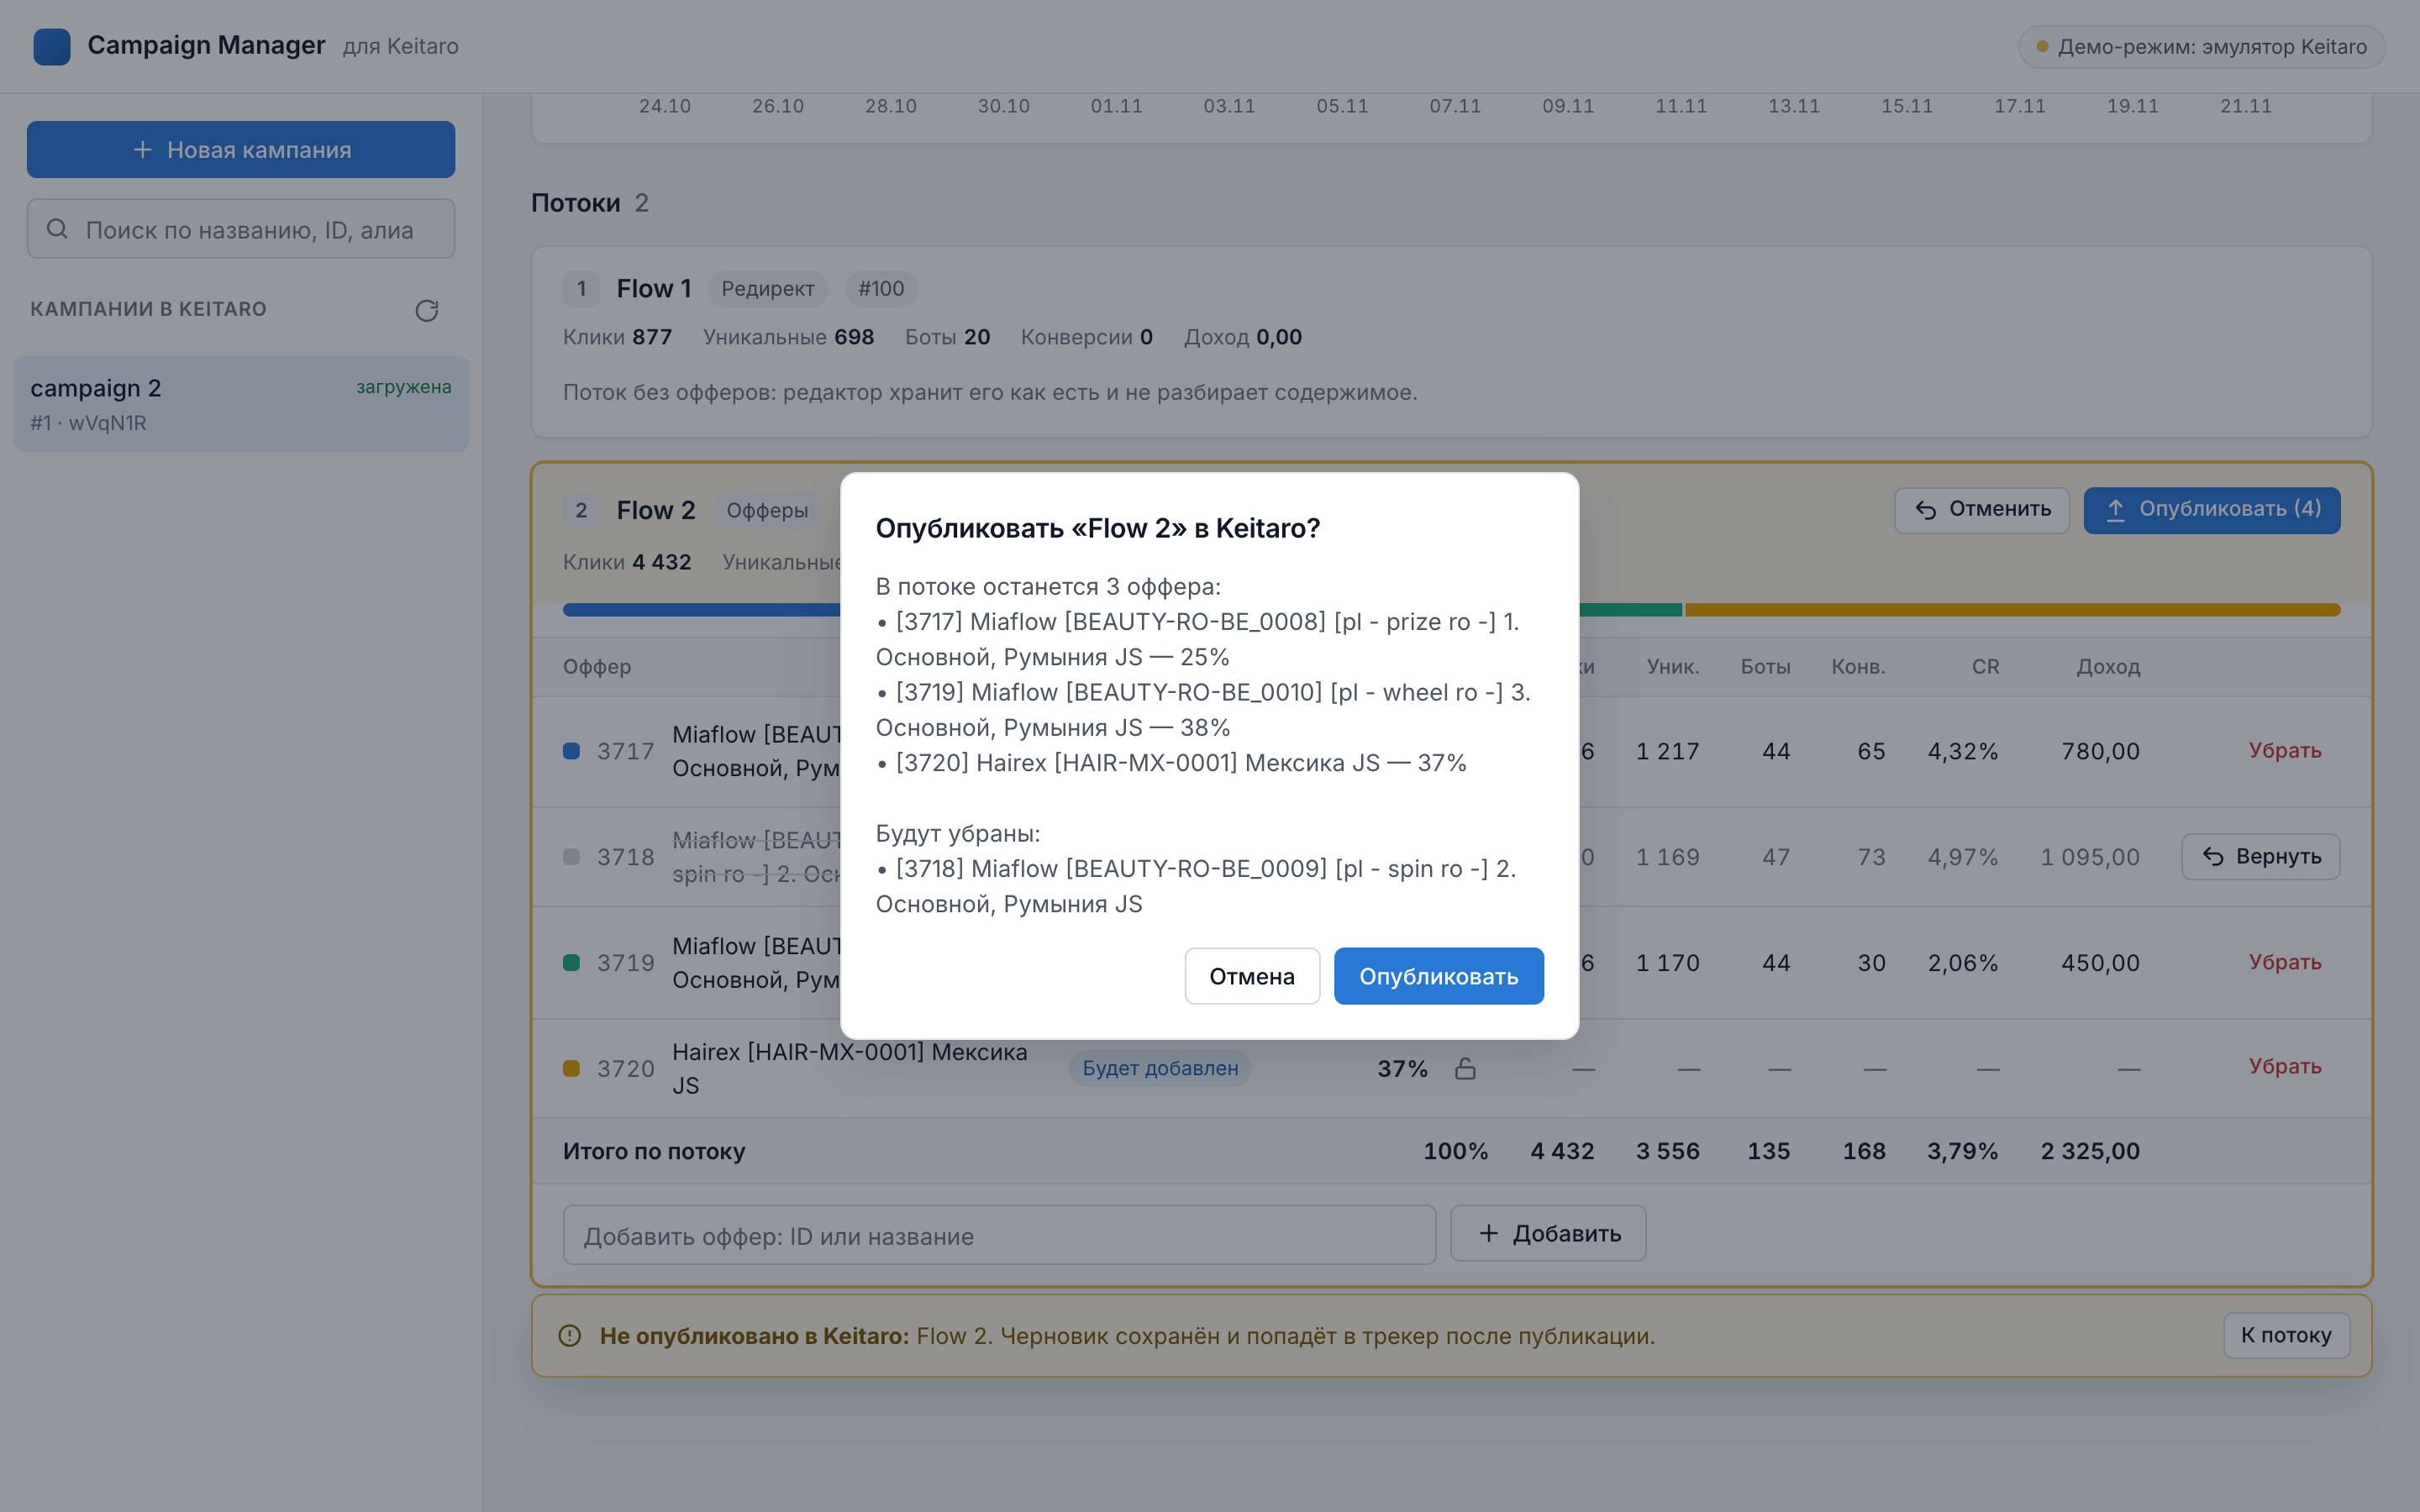 Campaign Manager для Keitaro
Демо-режим: эмулятор Keitaro
+ Новая кампания
Поиск по названию, ID, алиа
КАМПАНИИ В KEITARO
campaign 2 загружена
#1 · wVqN1R
24.10 26.10 28.10 30.10 01.11 03.11 05.11 07.11 09.11 11.11 13.11 15.11 17.11 19.11 21.11
Потоки 2
1 Flow 1 Редирект #100
Клики 877 Уникальные 698 Боты 20 Конверсии 0 Доход 0,00
Поток без офферов: редактор хранит его как есть и не разбирает содержимое.
2 Flow 2 Офферы
Отменить Опубликовать (4)
Клики 4 432 Уникальные
Опубликовать «Flow 2» в Keitaro?
В потоке останется 3 оффера:
• [3717] Miaflow [BEAUTY-RO-BE_0008] [pl - prize ro -] 1.
Основной, Румыния JS — 25%
• [3719] Miaflow [BEAUTY-RO-BE_0010] [pl - wheel ro -] 3.
Основной, Румыния JS — 38%
• [3720] Hairex [HAIR-MX-0001] Мексика JS — 37%
Будут убраны:
• [3718] Miaflow [BEAUTY-RO-BE_0009] [pl - spin ro -] 2.
Основной, Румыния JS
Отмена Опубликовать
Оффер Уник. Боты Конв. CR Доход
3717 Miaflow [BEAUT
Основной, Рум
6 1 217 44 65 4,32% 780,00 Убрать
3718 Miaflow [BEAUT
spin ro -] 2. Осн
0 1 169 47 73 4,97% 1 095,00 Вернуть
3719 Miaflow [BEAUT
Основной, Рум
6 1 170 44 30 2,06% 450,00 Убрать
3720 Hairex [HAIR-MX-0001] Мексика
JS
Будет добавлен 37% — — — — — — Убрать
Итого по потоку 100% 4 432 3 556 135 168 3,79% 2 325,00
Добавить оффер: ID или название + Добавить
Не опубликовано в Keitaro: Flow 2. Черновик сохранён и попадёт в трекер после публикации. К потоку